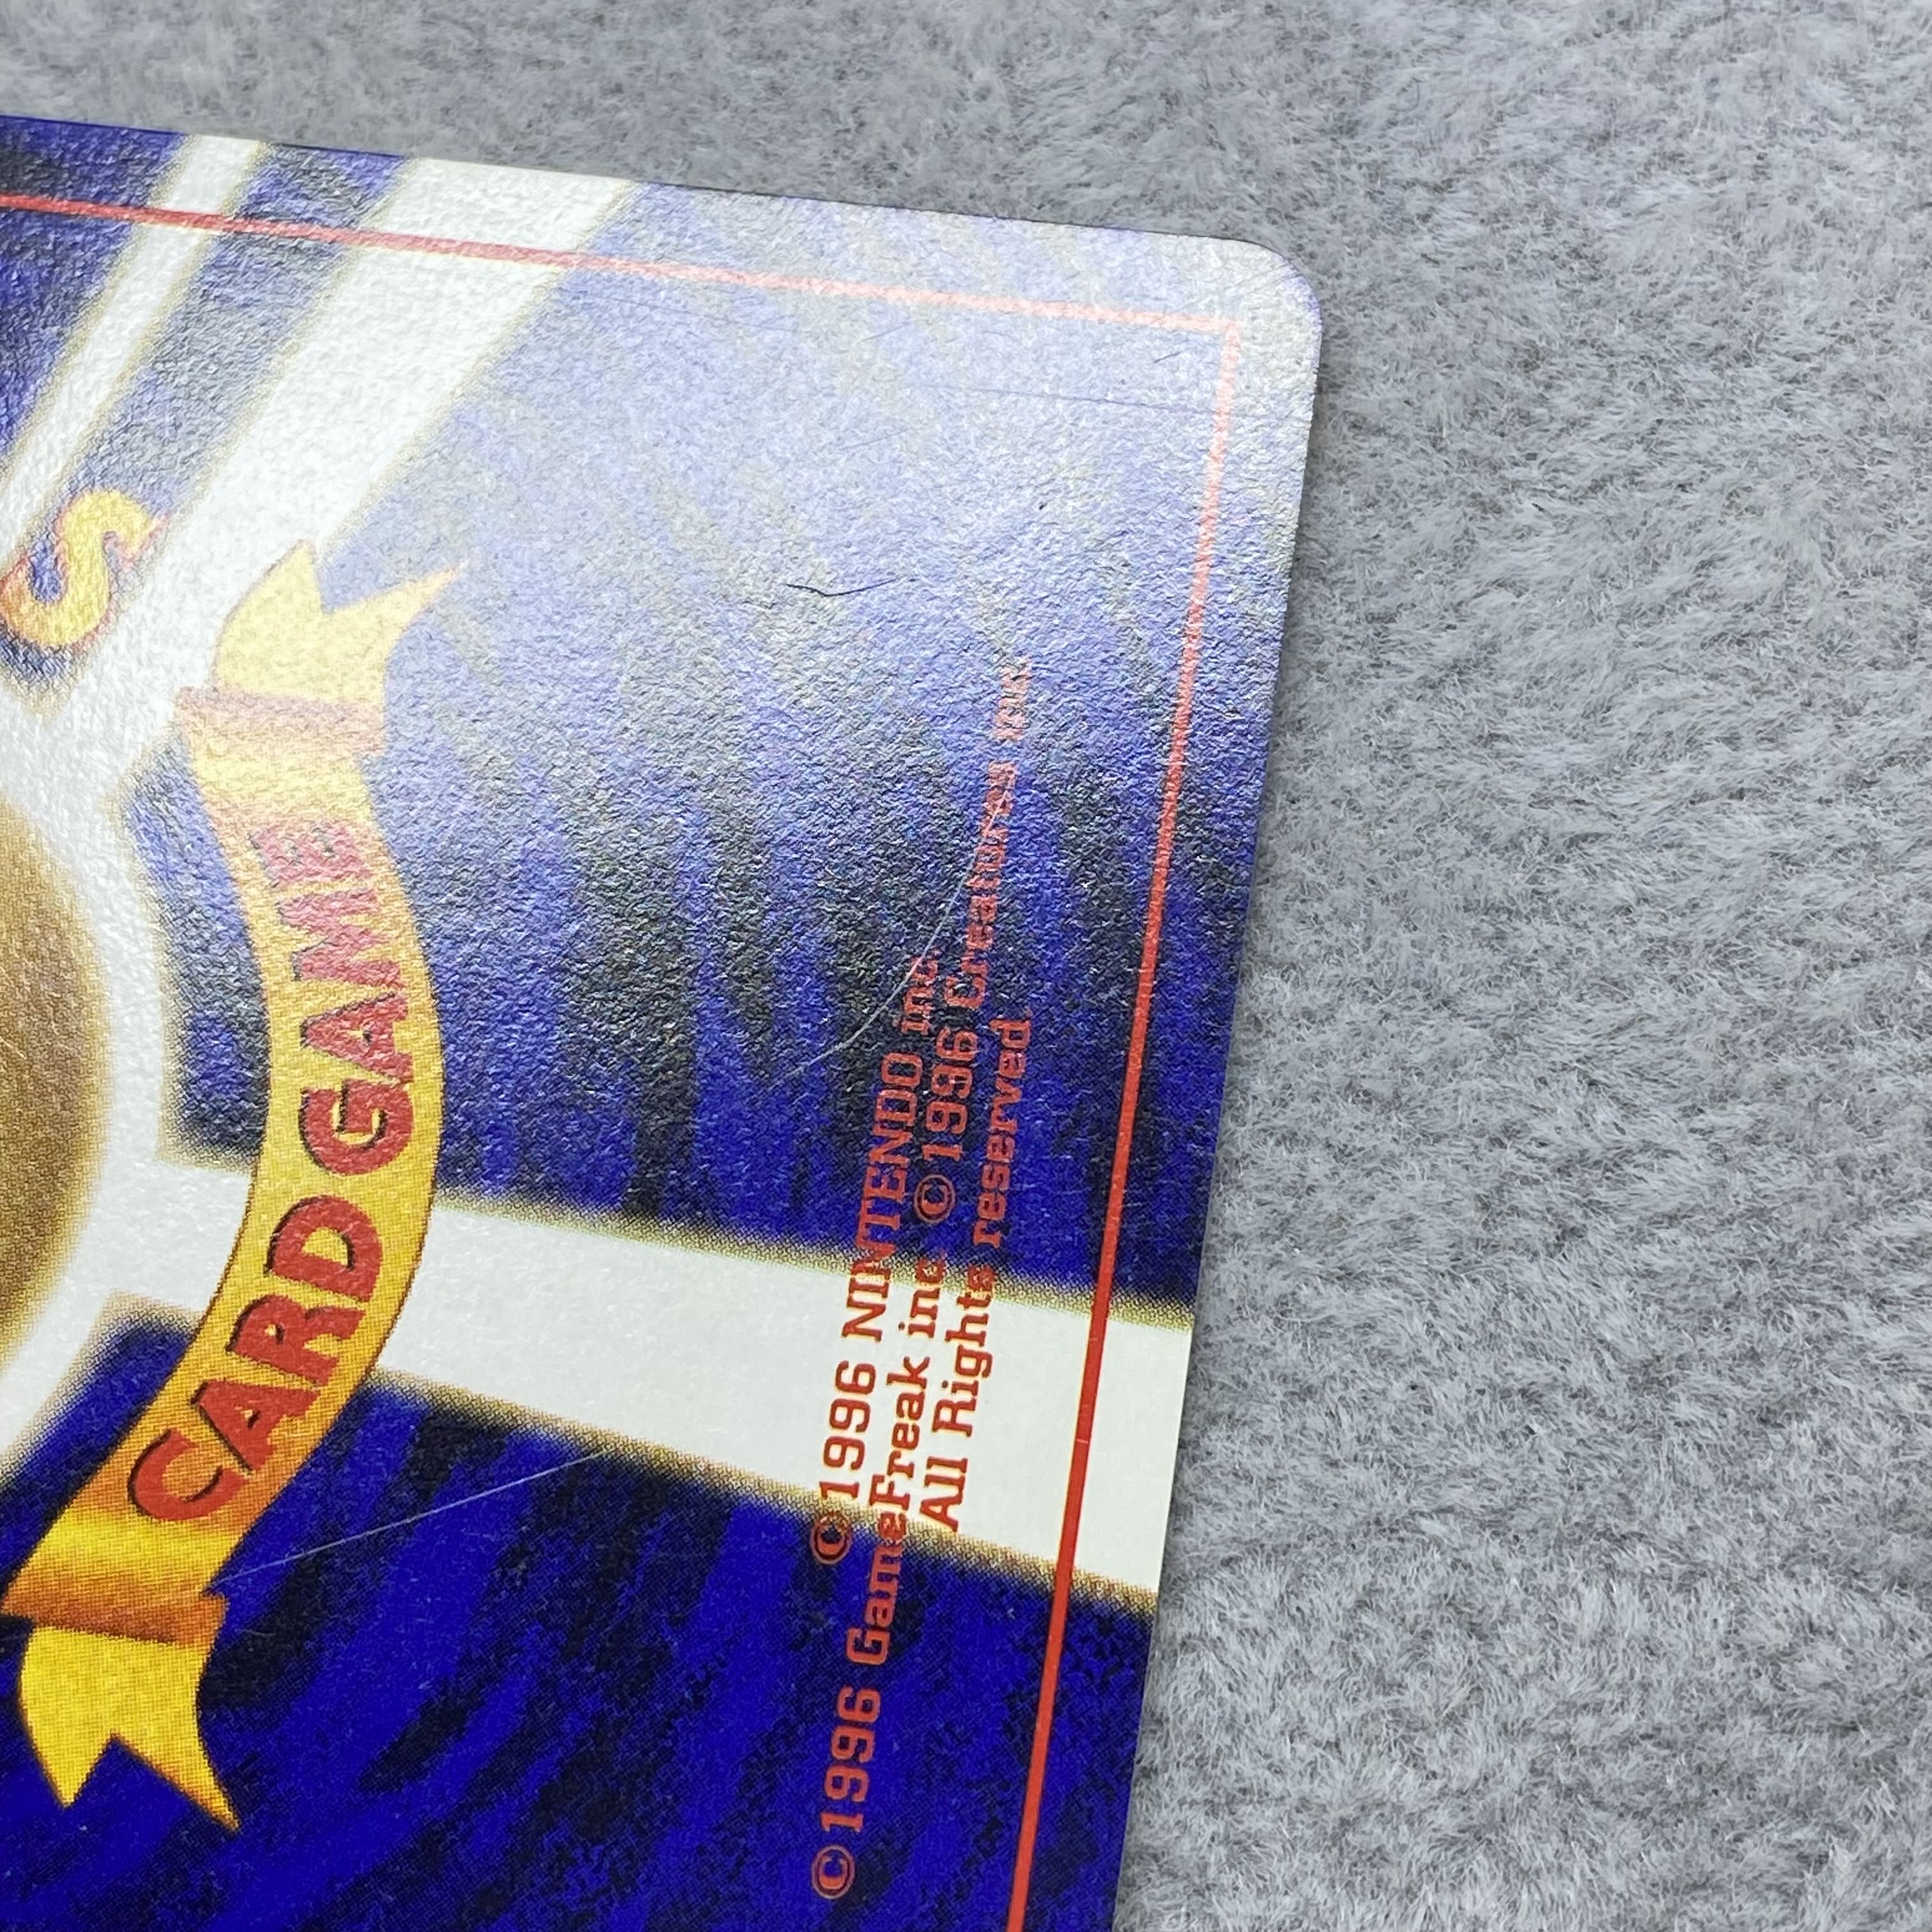 S
CARD GAME
©1996 NINTENDO inc.
©1996 GameFreak inc. ©1996 Creatures inc.
All Rights reserved